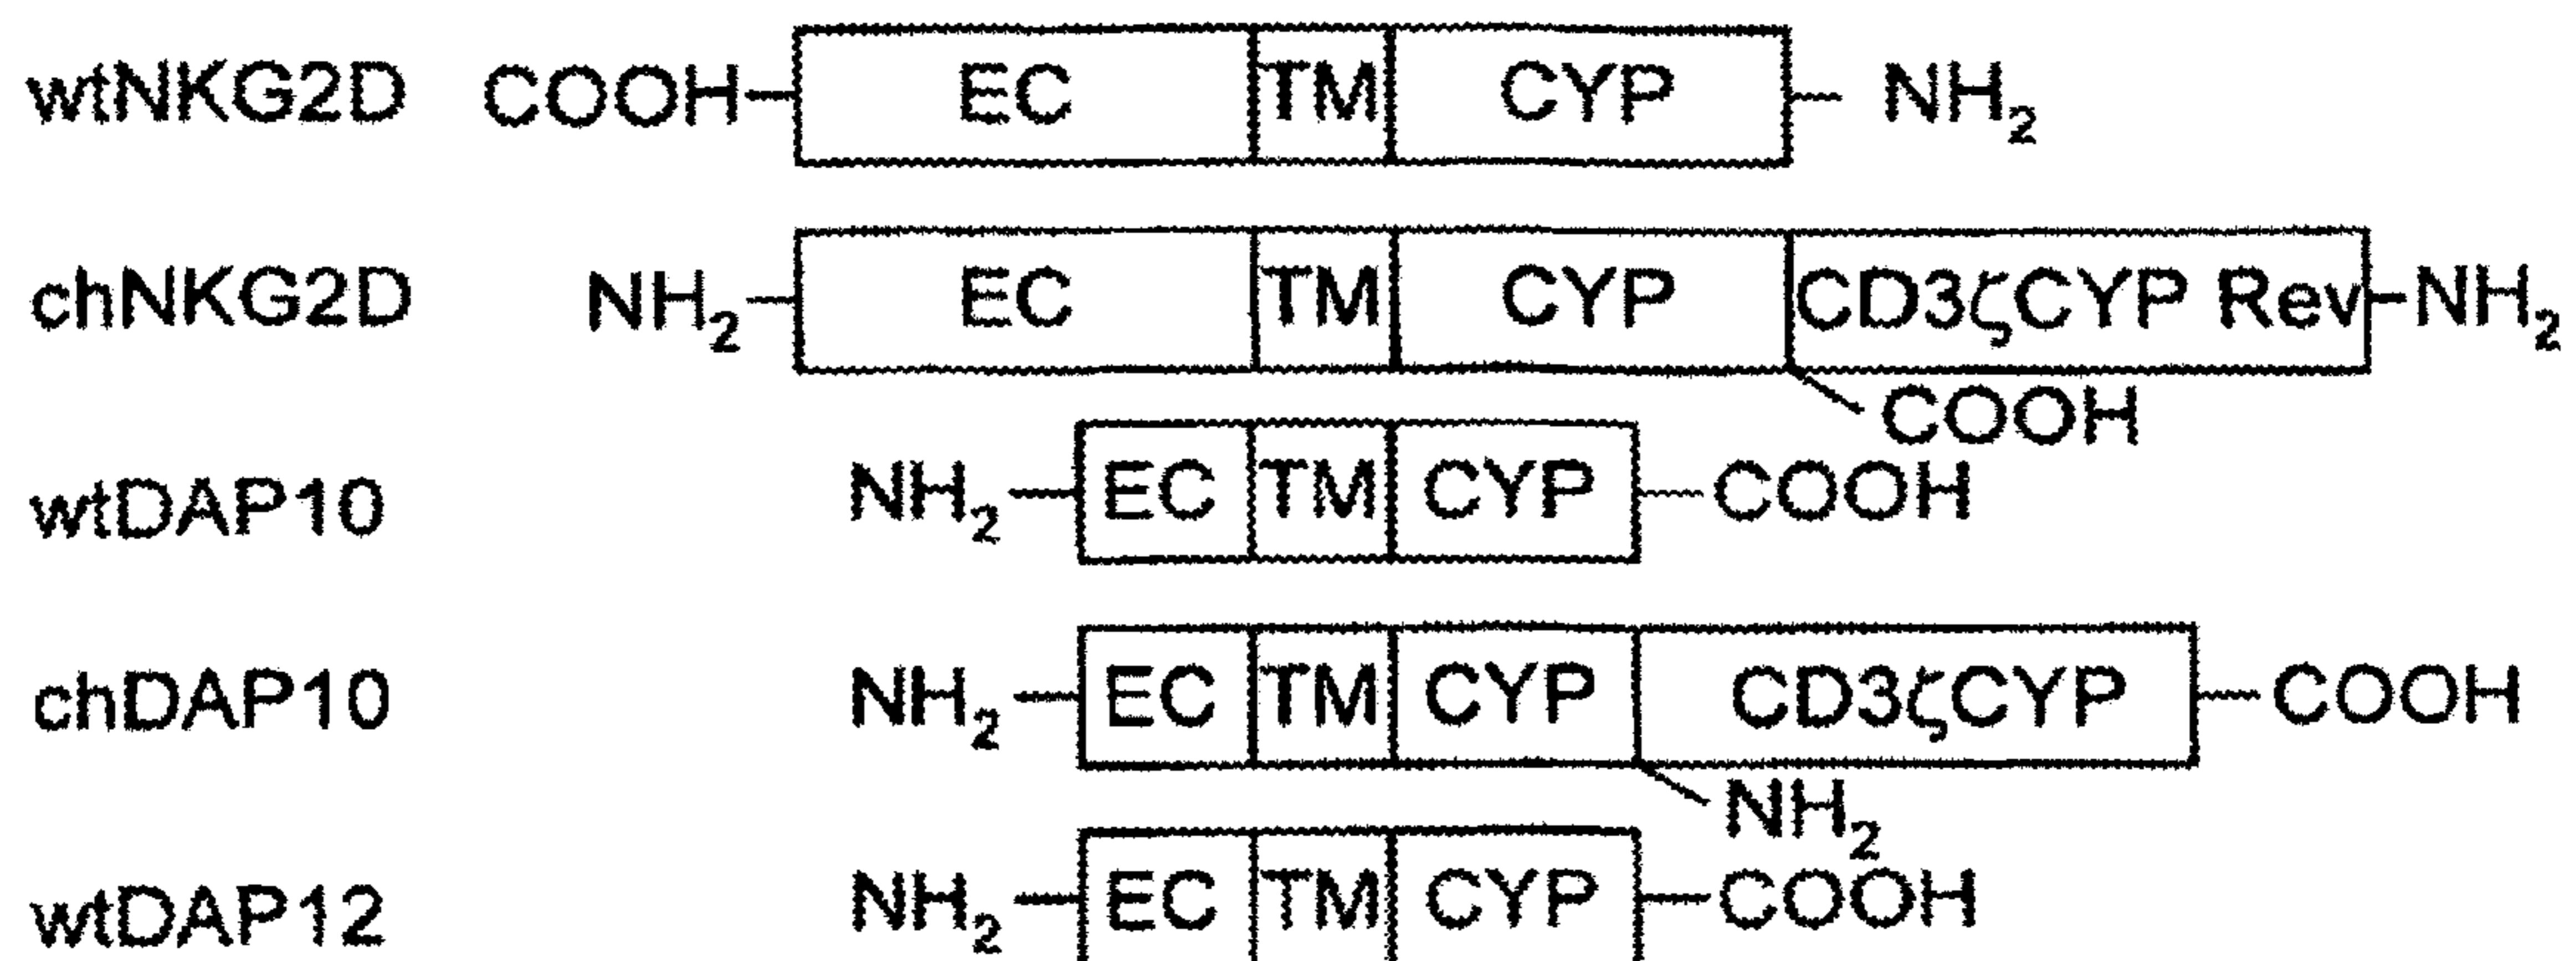 wtNKG2D COOH EC TM CYP NH₂
chNKG2D NH₂ EC TM CYP CD3ζCYP Rev NH₂
COOH
wtDAP10 NH₂ EC TM CYP COOH
chDAP10 NH₂ EC TM CYP CD3ζCYP COOH
NH₂
wtDAP12 NH₂ EC TM CYP COOH